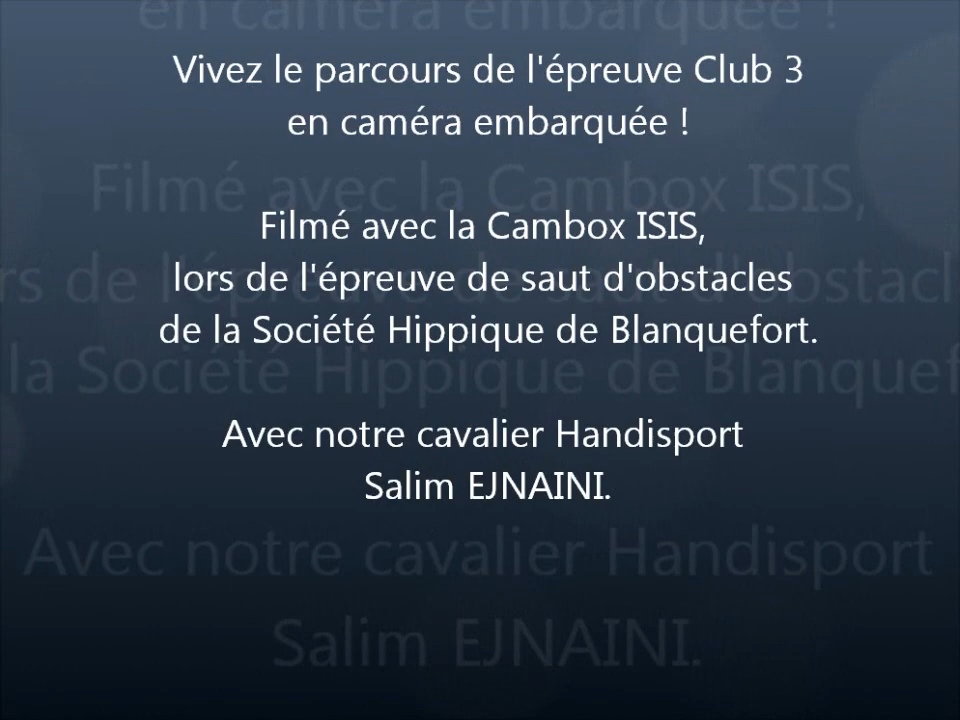 Vivez le parcours de l'épreuve Club 3
en caméra embarquée !
Filmé avec la Cambox ISIS,
lors de l'épreuve de saut d'obstacles
de la Société Hippique de Blanquefort.
Avec notre cavalier Handisport
Salim EJNAINI.